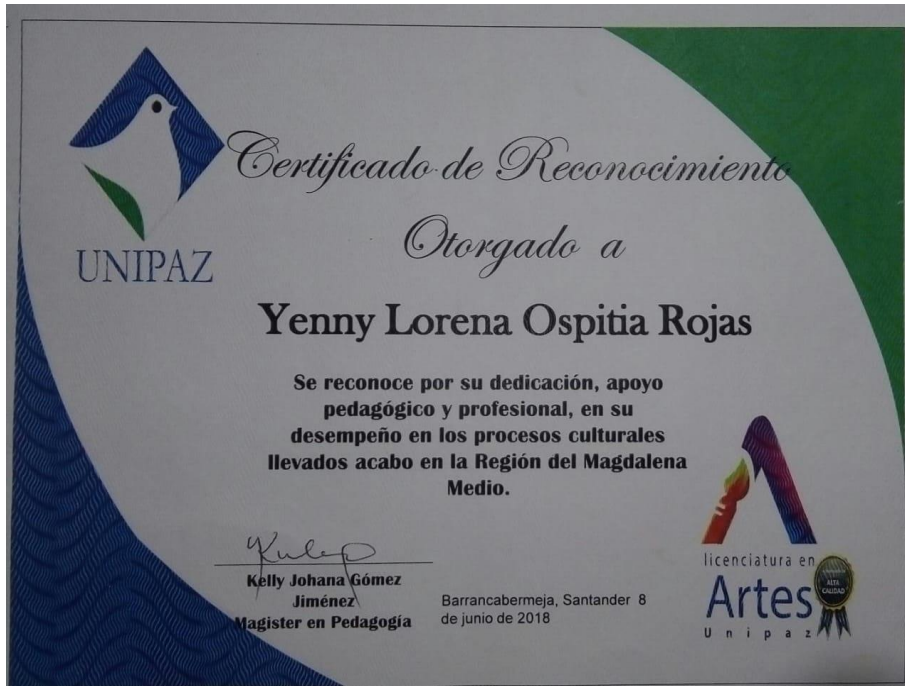 UNIPAZ
Certificado de Reconocimiento
Otorgado a
Yenny Lorena Ospitia Rojas
Se reconoce por su dedicación, apoyo
pedagógico y profesional, en su
desempeño en los procesos culturales
llevados acabo en la Región del Magdalena
Medio.
Kelly Johana Gómez
Jiménez
Magister en Pedagogía
Barrancabermeja, Santander 8
de junio de 2018
licenciatura en
Artes
Unipaz
ALTA
CALIDAD